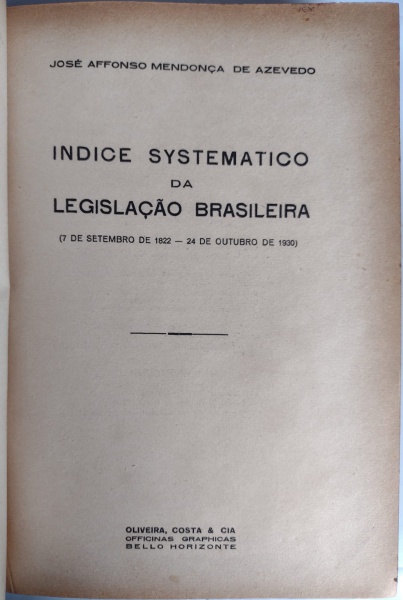 JOSÉ AFFONSO MENDONÇA DE AZEVEDO
INDICE SYSTEMATICO
DA
LEGISLAÇÃO BRASILEIRA
(7 DE SETEMBRO DE 1822 — 24 DE OUTUBRO DE 1930)
OLIVEIRA, COSTA & CIA
OFFICINAS GRAPHICAS
BELLO HORIZONTE